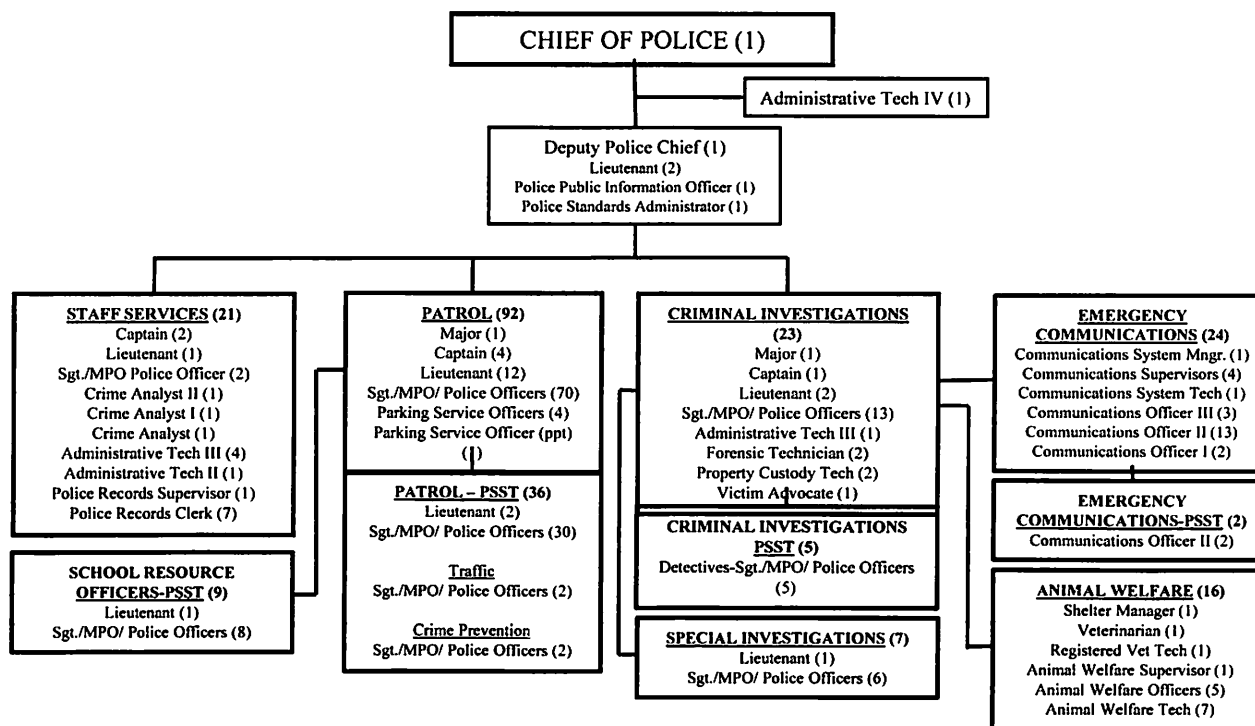 CHIEF OF POLICE (1)
Administrative Tech IV (1)
Deputy Police Chief (1)
Lieutenant (2)
Police Public Information Officer (1)
Police Standards Administrator (1)
STAFF SERVICES (21)
Captain (2)
Lieutenant (1)
Sgt./MPO Police Officer (2)
Crime Analyst II (1)
Crime Analyst I (1)
Crime Analyst (1)
Administrative Tech III (4)
Administrative Tech II (1)
Police Records Supervisor (1)
Police Records Clerk (7)
SCHOOL RESOURCE
OFFICERS-PSST (9)
Lieutenant (1)
Sgt./MPO/ Police Officers (8)
PATROL (92)
Major (1)
Captain (4)
Lieutenant (12)
Sgt./MPO/ Police Officers (70)
Parking Service Officers (4)
Parking Service Officer (ppt)
(1)
PATROL – PSST (36)
Lieutenant (2)
Sgt./MPO/ Police Officers (30)
Traffic
Sgt./MPO/ Police Officers (2)
Crime Prevention
Sgt./MPO/ Police Officers (2)
CRIMINAL INVESTIGATIONS
(23)
Major (1)
Captain (1)
Lieutenant (2)
Sgt./MPO/ Police Officers (13)
Administrative Tech III (1)
Forensic Technician (2)
Property Custody Tech (2)
Victim Advocate (1)
CRIMINAL INVESTIGATIONS
PSST (5)
Detectives-Sgt./MPO/ Police Officers
(5)
SPECIAL INVESTIGATIONS (7)
Lieutenant (1)
Sgt./MPO/ Police Officers (6)
EMERGENCY
COMMUNICATIONS (24)
Communications System Mngr. (1)
Communications Supervisors (4)
Communications System Tech (1)
Communications Officer III (3)
Communications Officer II (13)
Communications Officer I (2)
EMERGENCY
COMMUNICATIONS-PSST (2)
Communications Officer II (2)
ANIMAL WELFARE (16)
Shelter Manager (1)
Veterinarian (1)
Registered Vet Tech (1)
Animal Welfare Supervisor (1)
Animal Welfare Officers (5)
Animal Welfare Tech (7)